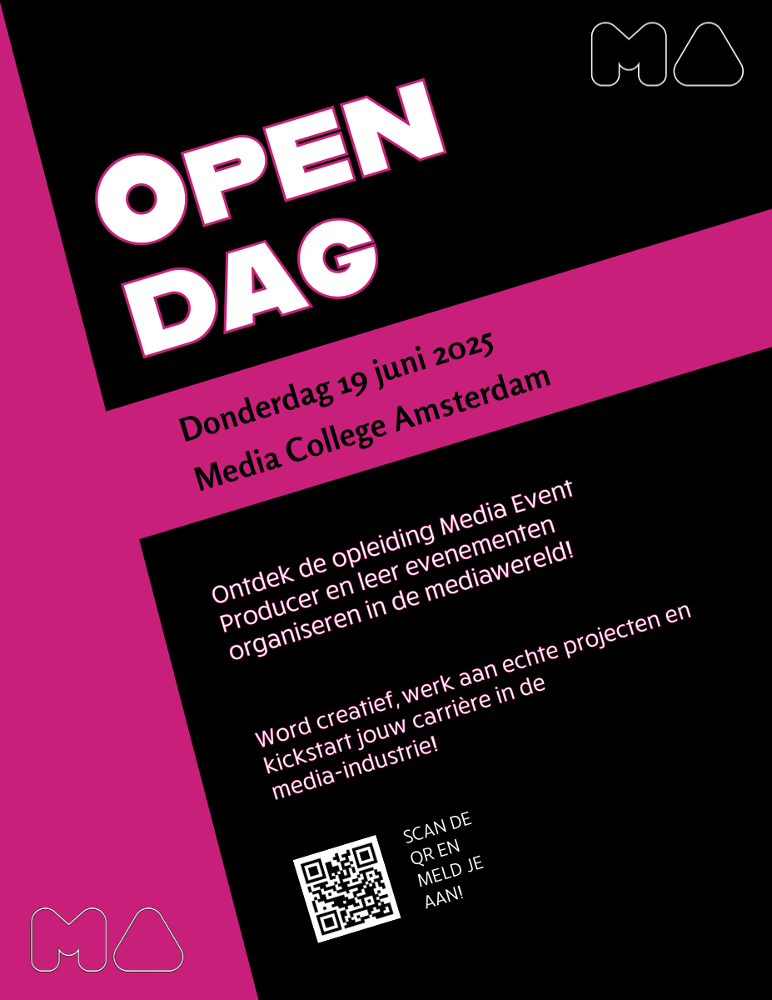 MA
OPEN
DAG
Donderdag 19 juni 2025
Media College Amsterdam
Ontdek de opleiding Media Event
Producer en leer evenementen
organiseren in de mediawereld!
Word creatief, werk aan echte projecten en
kickstart jouw carrière in de
media-industrie!
SCAN DE
QR EN
MELD JE
AAN!
MA